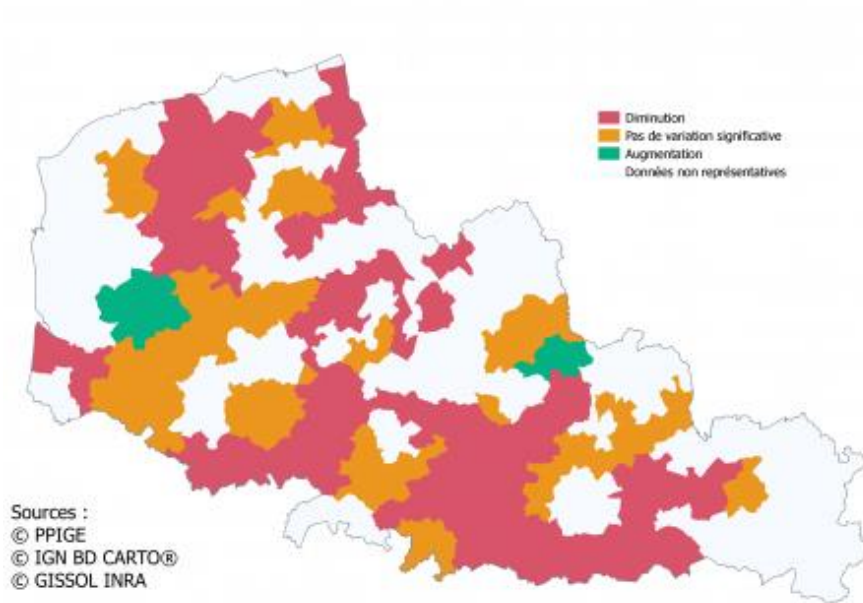 Diminution
Pas de variation significative
Augmentation
Données non représentatives
Sources :
© PPIGE
© IGN BD CARTO®
© GISSOL INRA